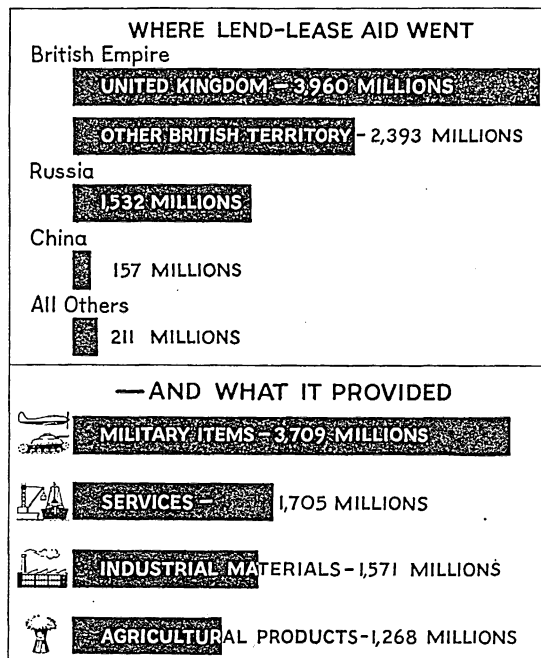 WHERE LEND-LEASE AID WENT
British Empire
UNITED KINGDOM - 3,960 MILLIONS
OTHER BRITISH TERRITORY - 2,393 MILLIONS
Russia
1,532 MILLIONS
China
157 MILLIONS
All Others
211 MILLIONS
—AND WHAT IT PROVIDED
MILITARY ITEMS - 3,709 MILLIONS
SERVICES - 1,705 MILLIONS
INDUSTRIAL MATERIALS - 1,571 MILLIONS
AGRICULTURAL PRODUCTS - 1,268 MILLIONS